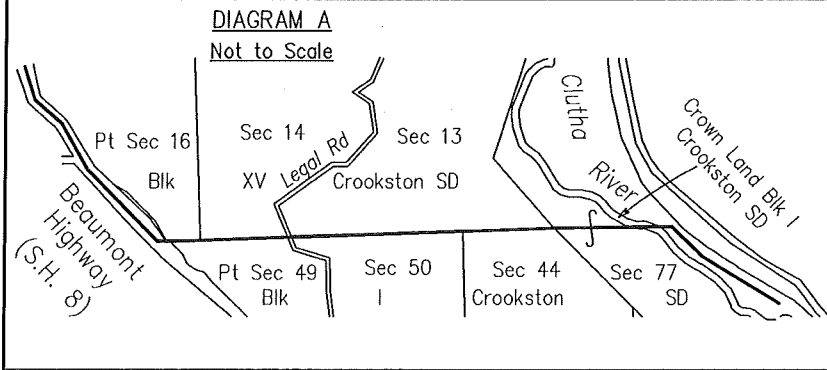 DIAGRAM A
Not to Scale
Pt Sec 16
Blk
Sec 14
XV
Legal Rd
Sec 13
Crookston SD
Clutha
River
Crown Land Blk I
Crookston SD
Beaumont
Highway
(S.H. 8)
Pt Sec 49
Blk
Sec 50
I
Sec 44
Crookston
Sec 77
SD